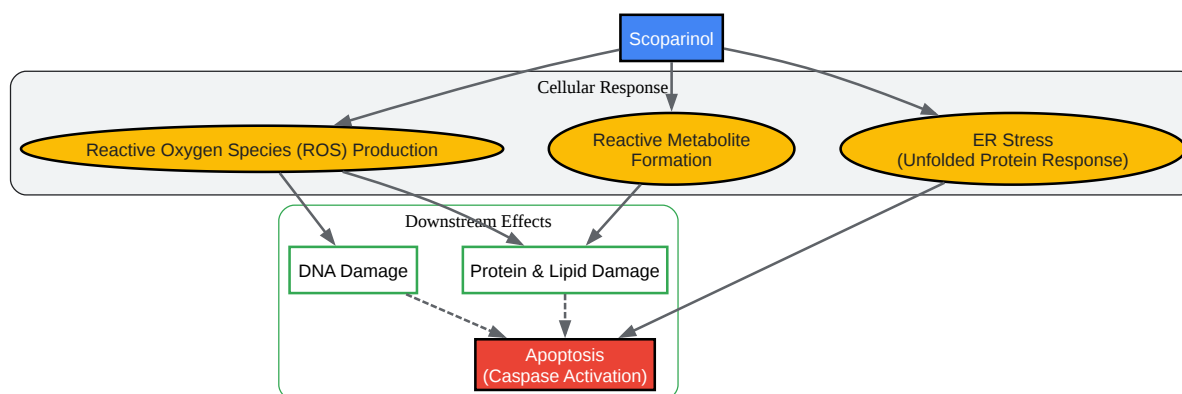 Scoparinol
Cellular Response
Reactive Oxygen Species (ROS) Production
Reactive Metabolite
Formation
ER Stress
(Unfolded Protein Response)
Downstream Effects
DNA Damage
Protein & Lipid Damage
Apoptosis
(Caspase Activation)